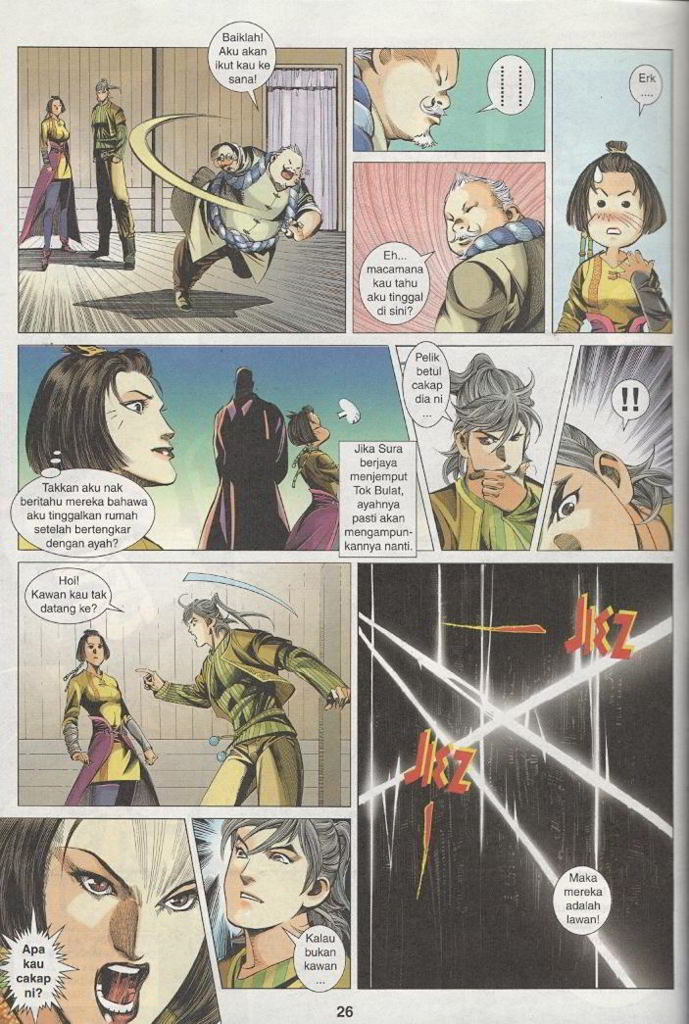 Baiklah!
Aku akan
ikut kau ke
sana!
Erk
....
Eh...
macamana
kau tahu
aku tinggal
di sini?
Takkan aku nak
beritahu mereka bahawa
aku tinggalkan rumah
setelah bertengkar
dengan ayah?
Jika Sura
berjaya
menjemput
Tok Bulat,
ayahnya
pasti akan
mengampun-
kannya nanti.
Pelik
betul
cakap
dia ni
...
!!
Hoi!
Kawan kau tak
datang ke?
JIEZ
JIEZ
Maka
mereka
adalah
lawan!
Apa
kau
cakap
ni?
Kalau
bukan
kawan
...
26